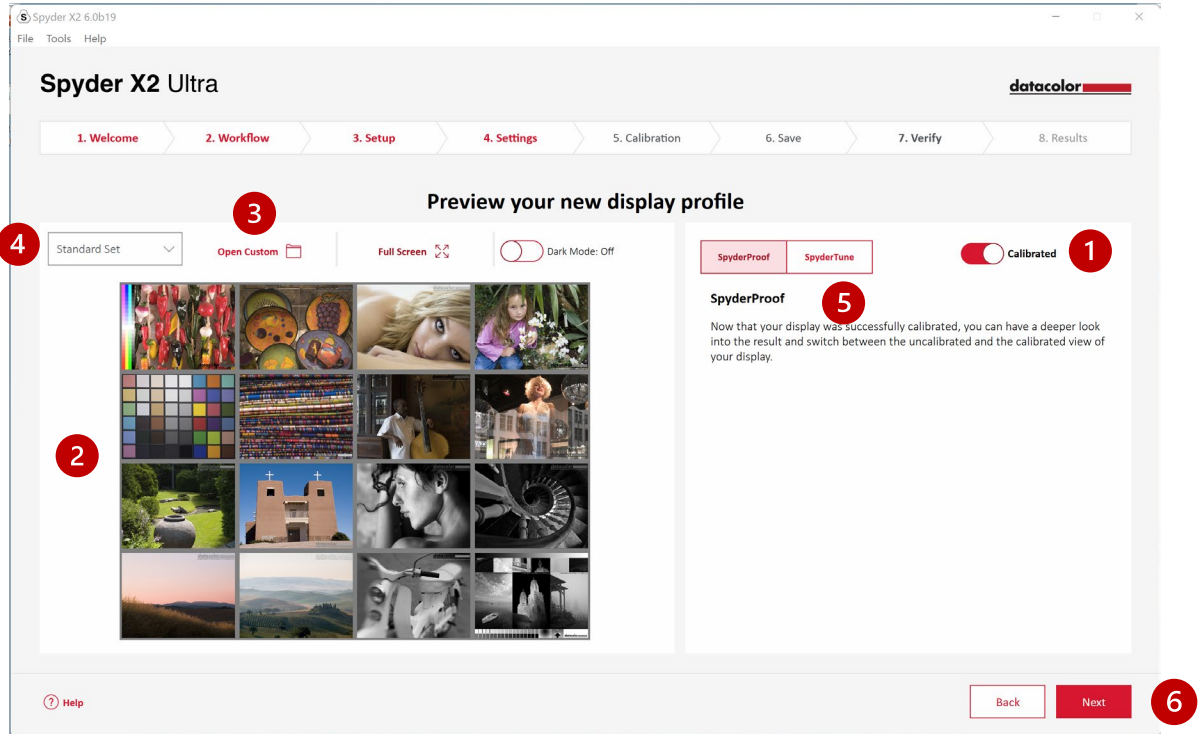 Spyder X2 6.0b19
File Tools Help
Spyder X2 Ultra
datacolor
1. Welcome
2. Workflow
3. Setup
4. Settings
5. Calibration
6. Save
7. Verify
8. Results
Preview your new display profile
3
4
Standard Set
Open Custom
Full Screen
Dark Mode: Off
SpyderProof
SpyderTune
Calibrated
1
SpyderProof
5
Now that your display was successfully calibrated, you can have a deeper look
into the result and switch between the uncalibrated and the calibrated view of
your display.
2
? Help
Back
Next
6